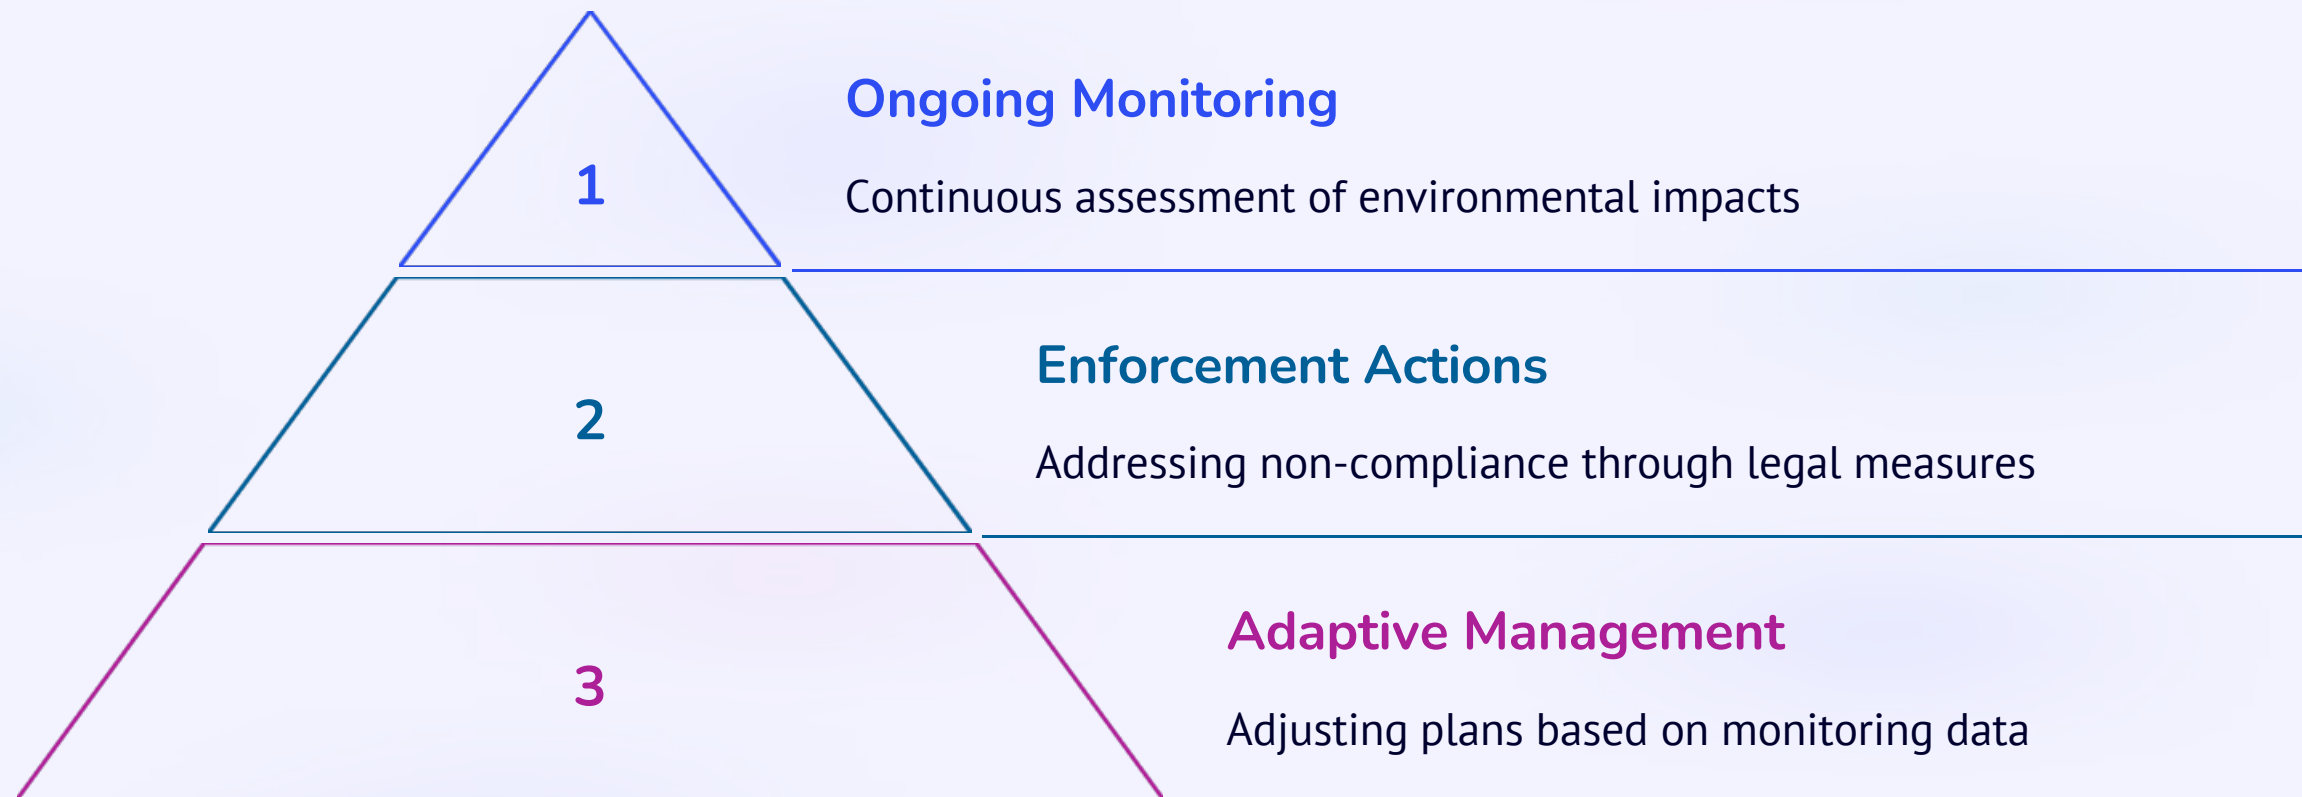 Ongoing Monitoring
1
Continuous assessment of environmental impacts
Enforcement Actions
2
Addressing non-compliance through legal measures
Adaptive Management
3
Adjusting plans based on monitoring data